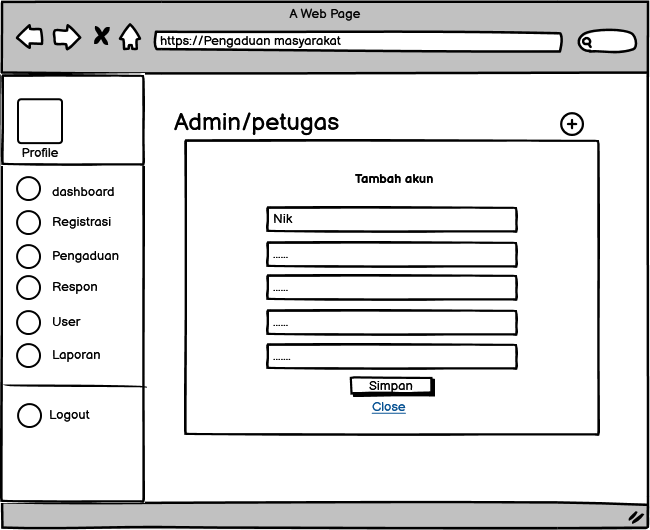 A Web Page
https://Pengaduan masyarakat
Profile
dashboard
Registrasi
Pengaduan
Respon
User
Laporan
Logout
Admin/petugas
Tambah akun
Nik
......
......
......
.......
Simpan
Close